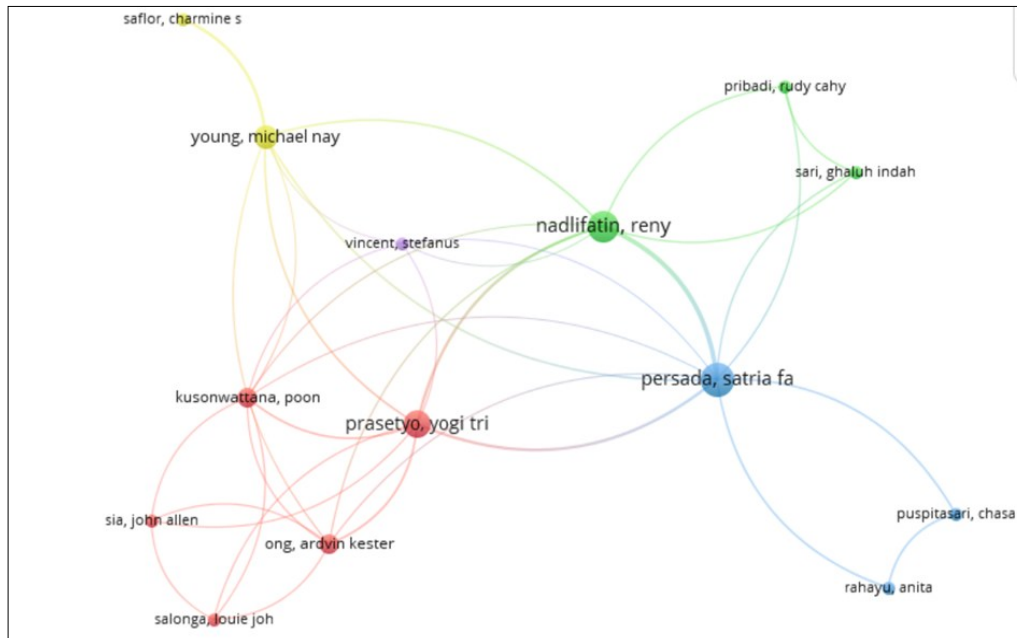 saflor, charmine s
pribadi, rudy cahy
young, michael nay
sari, ghaluh indah
nadlifatin, reny
vincent, stefanus
persada, satria fa
kusonwattana, poon
prasetyo, yogi tri
puspitasari, chasa
sia, john allen
ong, ardvin kester
rahayu, anita
salonga, louie joh